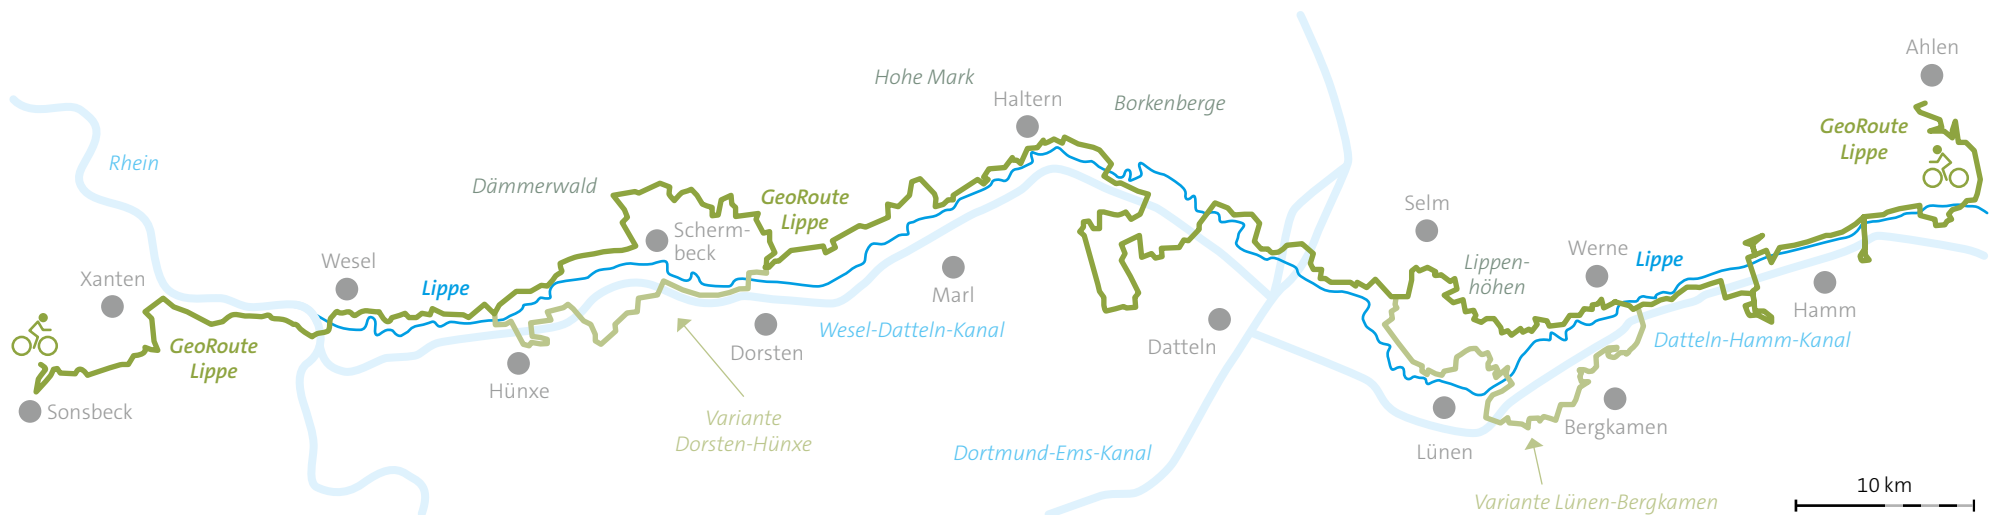 Ahlen
Hohe Mark
Haltern
Borkenberge
GeoRoute
Lippe
Rhein
Dämmerwald
GeoRoute
Lippe
Selm
Scherm-
beck
Wesel
Werne
Lippe
Lippen-
höhen
Xanten
Lippe
Marl
Hamm
Wesel-Datteln-Kanal
Datteln-Hamm-Kanal
GeoRoute
Lippe
Dorsten
Datteln
Hünxe
Sonsbeck
Variante
Dorsten-Hünxe
Bergkamen
Lünen
Dortmund-Ems-Kanal
10 km
Variante Lünen-Bergkamen